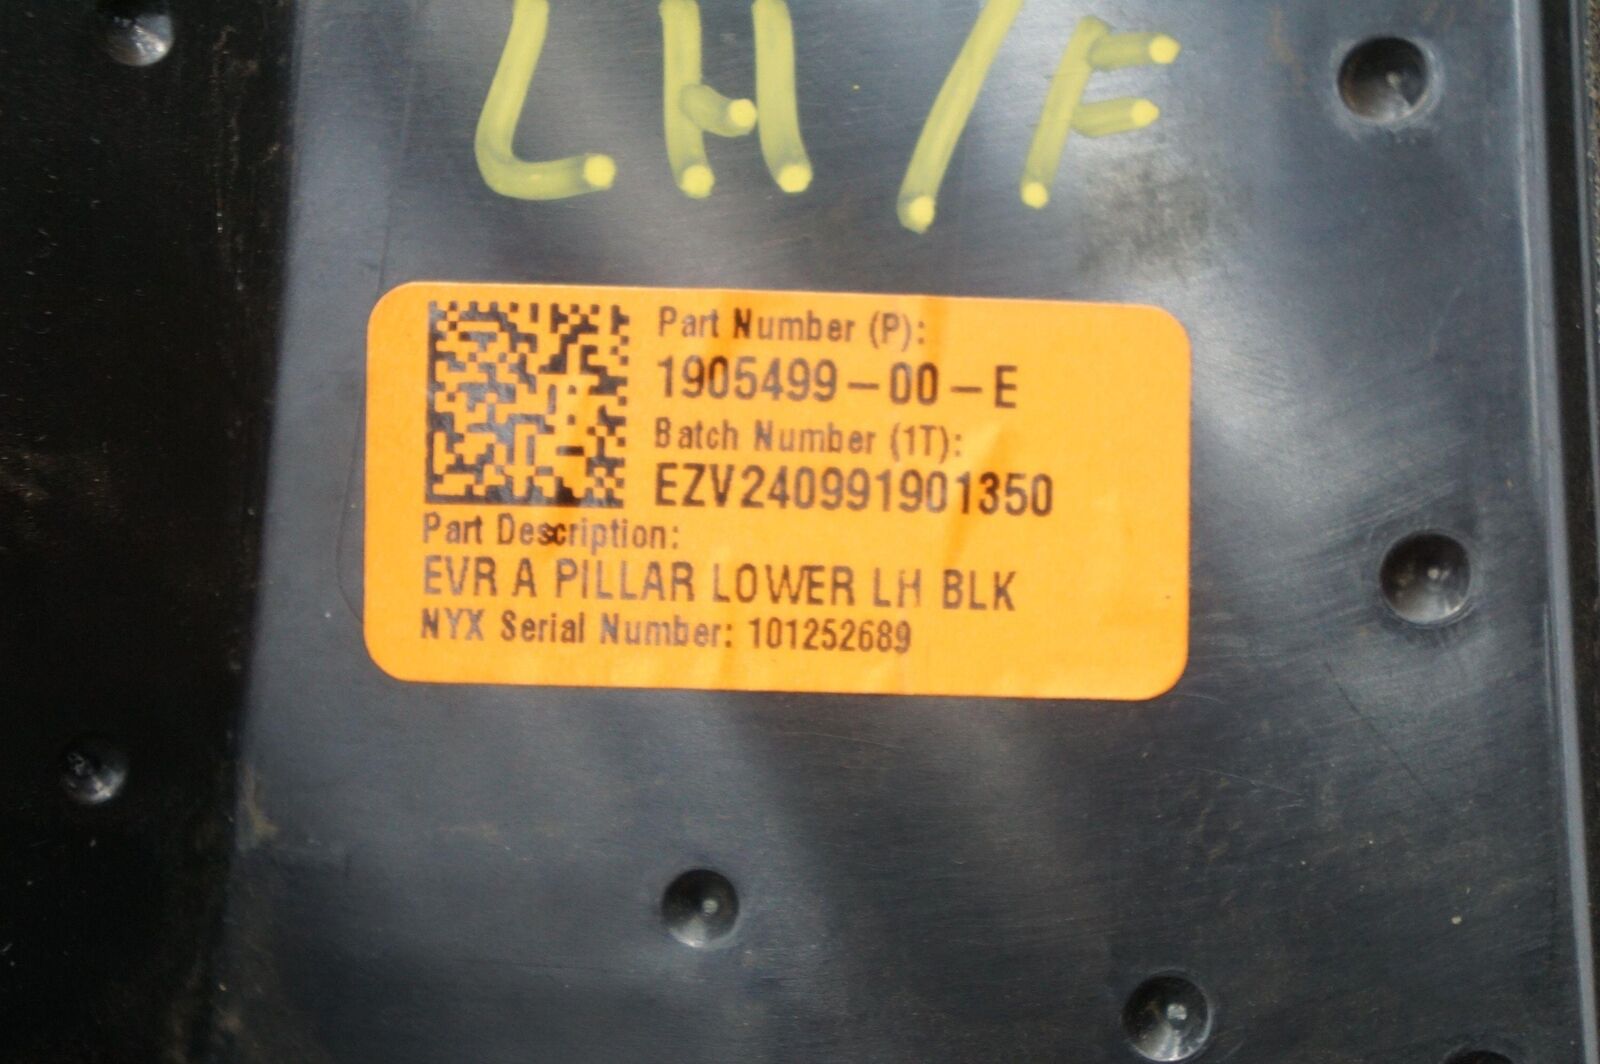 LH/F
Part Number (P):
1905499-00-E
Batch Number (1T):
EZV240991901350
Part Description:
EVR A PILLAR LOWER LH BLK
NYX Serial Number: 101252689